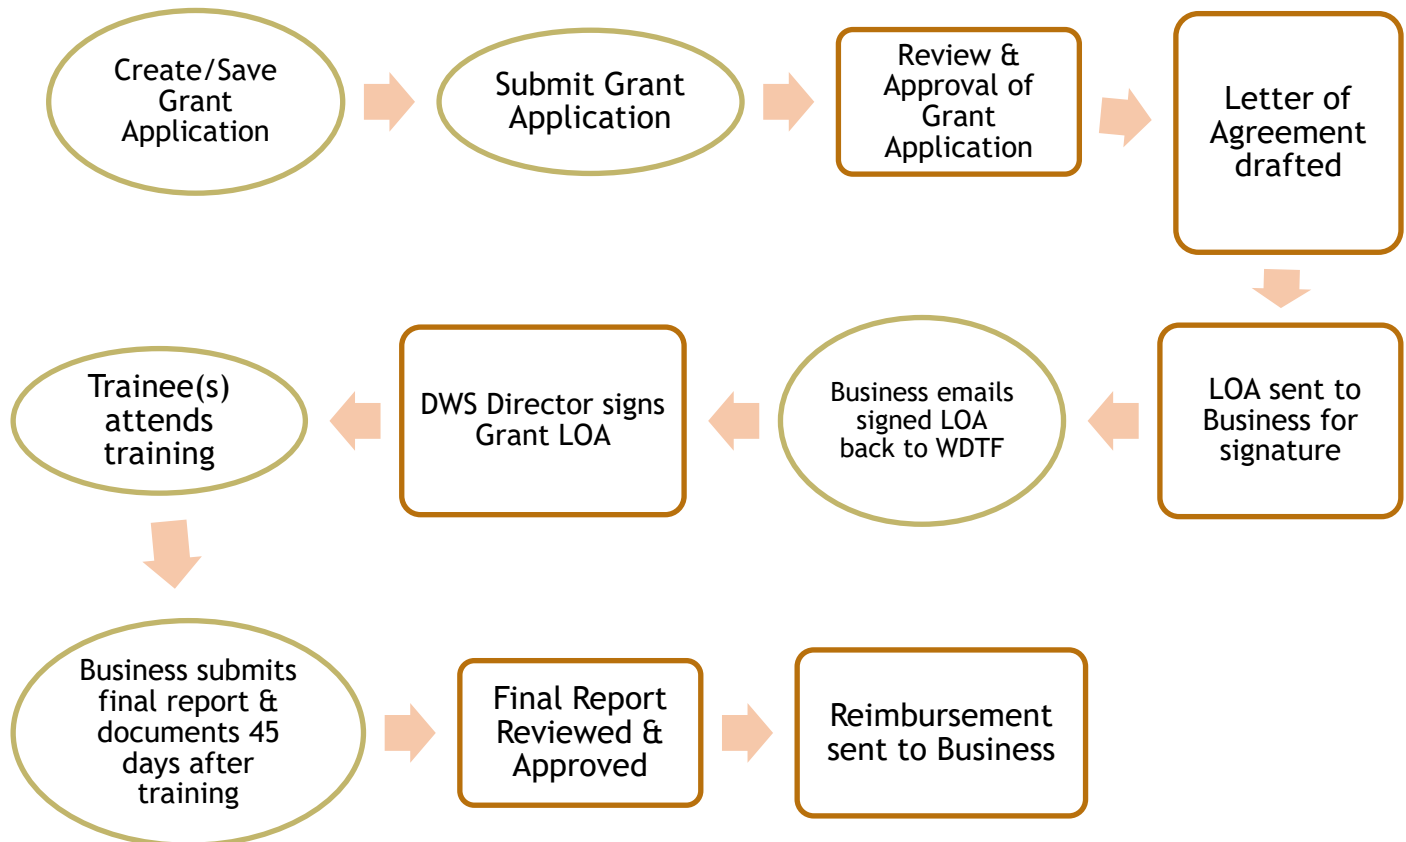 Create/Save
Grant
Application
Submit Grant
Application
Review &
Approval of
Grant
Application
Letter of
Agreement
drafted
LOA sent to
Business for
signature
Business emails
signed LOA
back to WDTF
DWS Director signs
Grant LOA
Trainee(s)
attends
training
Business submits
final report &
documents 45
days after
training
Final Report
Reviewed &
Approved
Reimbursement
sent to Business